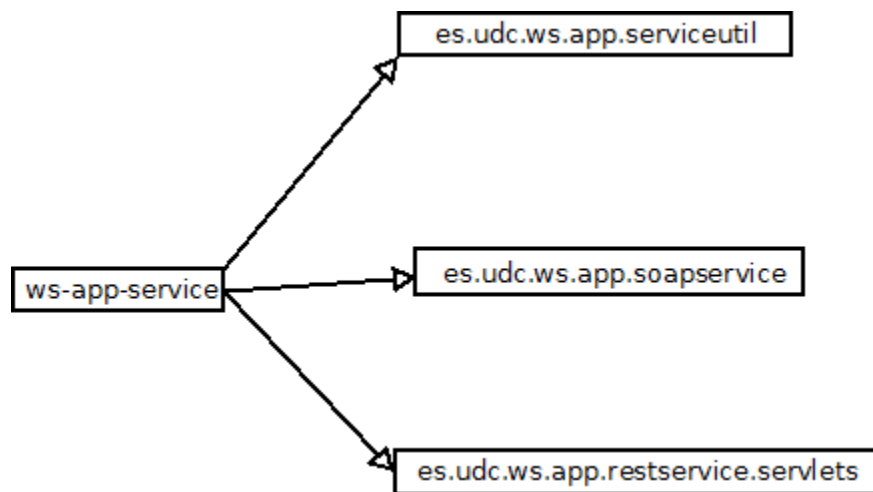 es.udc.ws.app.serviceutil
ws-app-service
es.udc.ws.app.soapservice
es.udc.ws.app.restservice.servlets